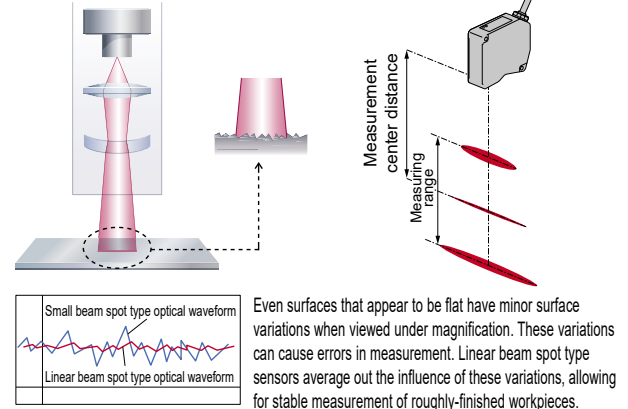 Measurement
center distance
Measuring
range
Small beam spot type optical waveform
Linear beam spot type optical waveform
Even surfaces that appear to be flat have minor surface
variations when viewed under magnification. These variations
can cause errors in measurement. Linear beam spot type
sensors average out the influence of these variations, allowing
for stable measurement of roughly-finished workpieces.